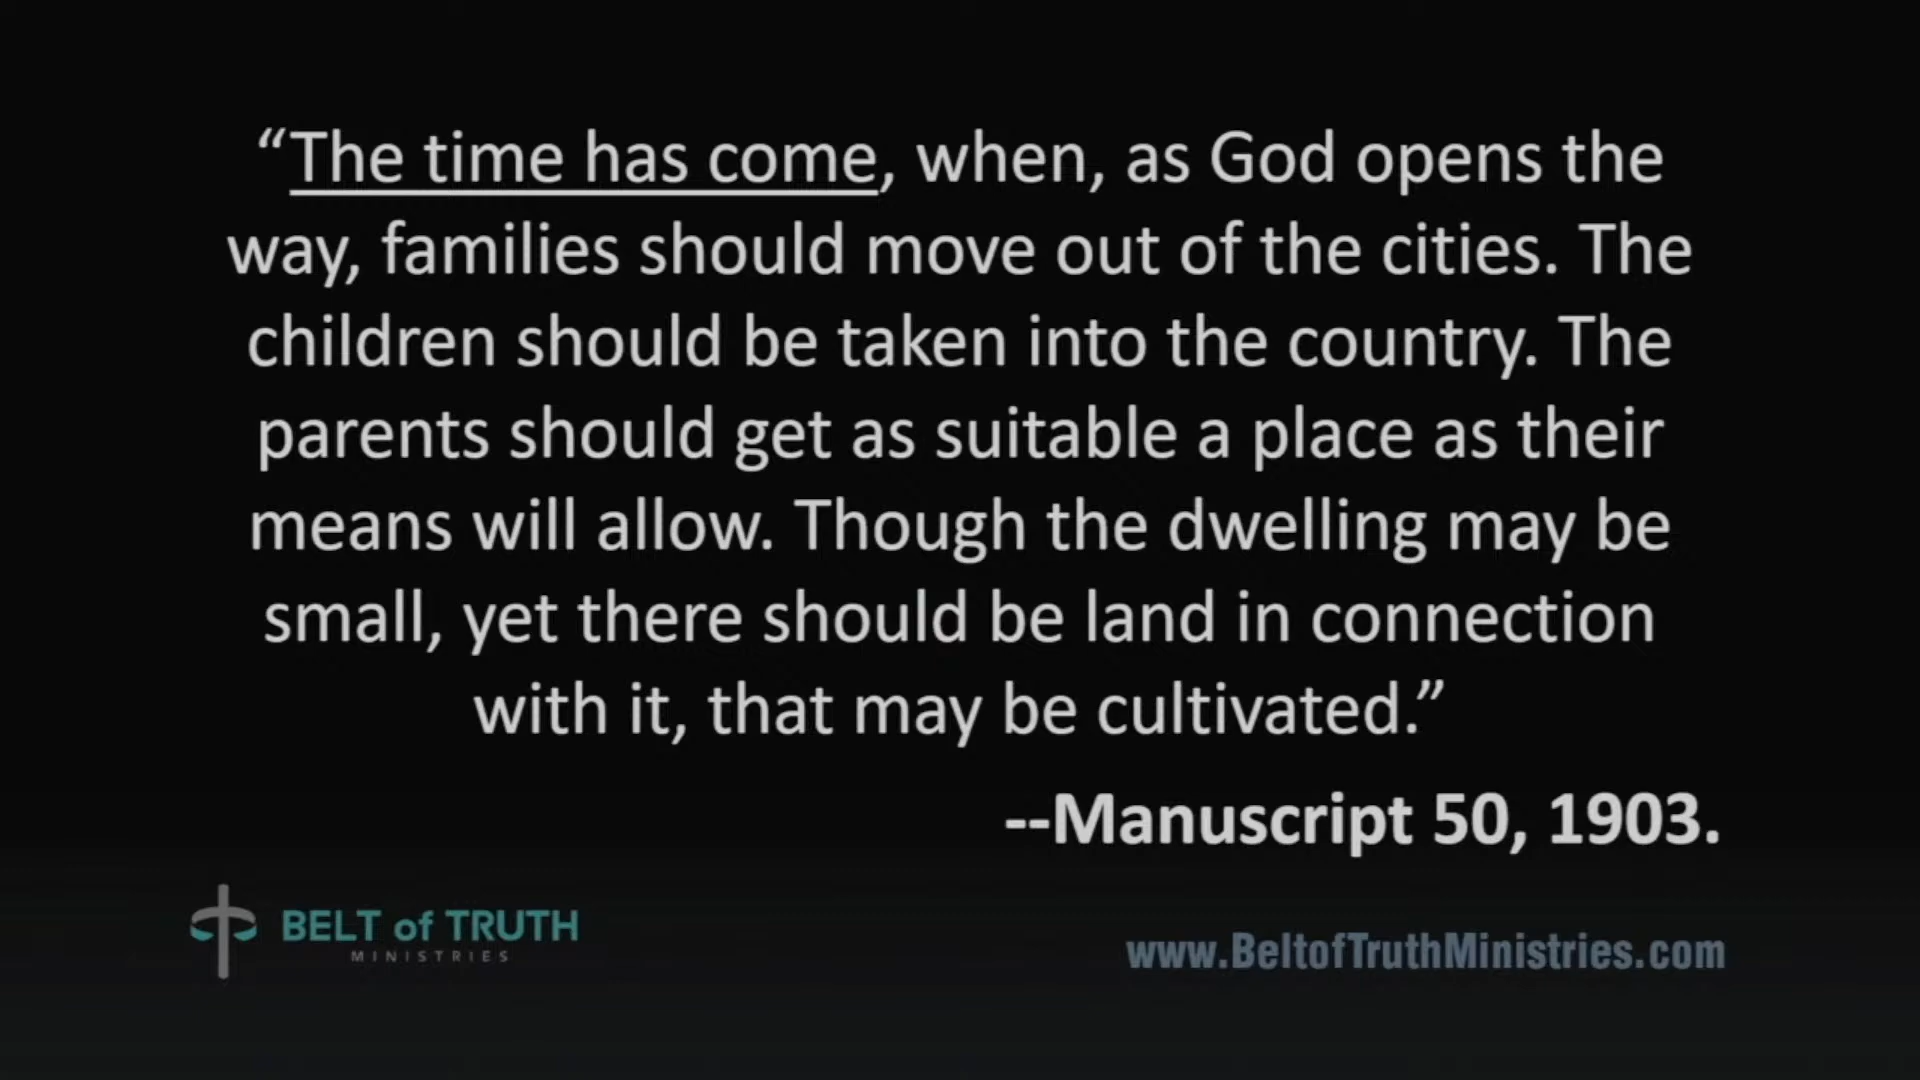 “The time has come, when, as God opens the
way, families should move out of the cities. The
children should be taken into the country. The
parents should get as suitable a place as their
means will allow. Though the dwelling may be
small, yet there should be land in connection
with it, that may be cultivated.”
--Manuscript 50, 1903.
BELT of TRUTH
MINISTRIES
www.BeltofTruthMinistries.com